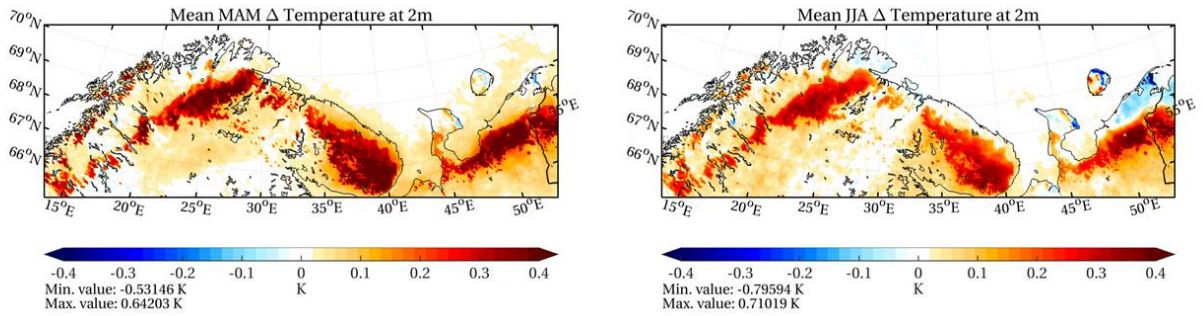 Mean MAM Δ Temperature at 2m
70°N
69°N
68°N
67°N
66°N
15°E
20°E
25°E
30°E
35°E
40°E
45°E
50°E
5°E
-0.4 -0.3 -0.2 -0.1 0 0.1 0.2 0.3 0.4
K
Min. value: -0.53146 K
Max. value: 0.64203 K
Mean JJA Δ Temperature at 2m
70°N
69°N
68°N
67°N
66°N
15°E
20°E
25°E
30°E
35°E
40°E
45°E
50°E
5°E
-0.4 -0.3 -0.2 -0.1 0 0.1 0.2 0.3 0.4
K
Min. value: -0.79594 K
Max. value: 0.71019 K